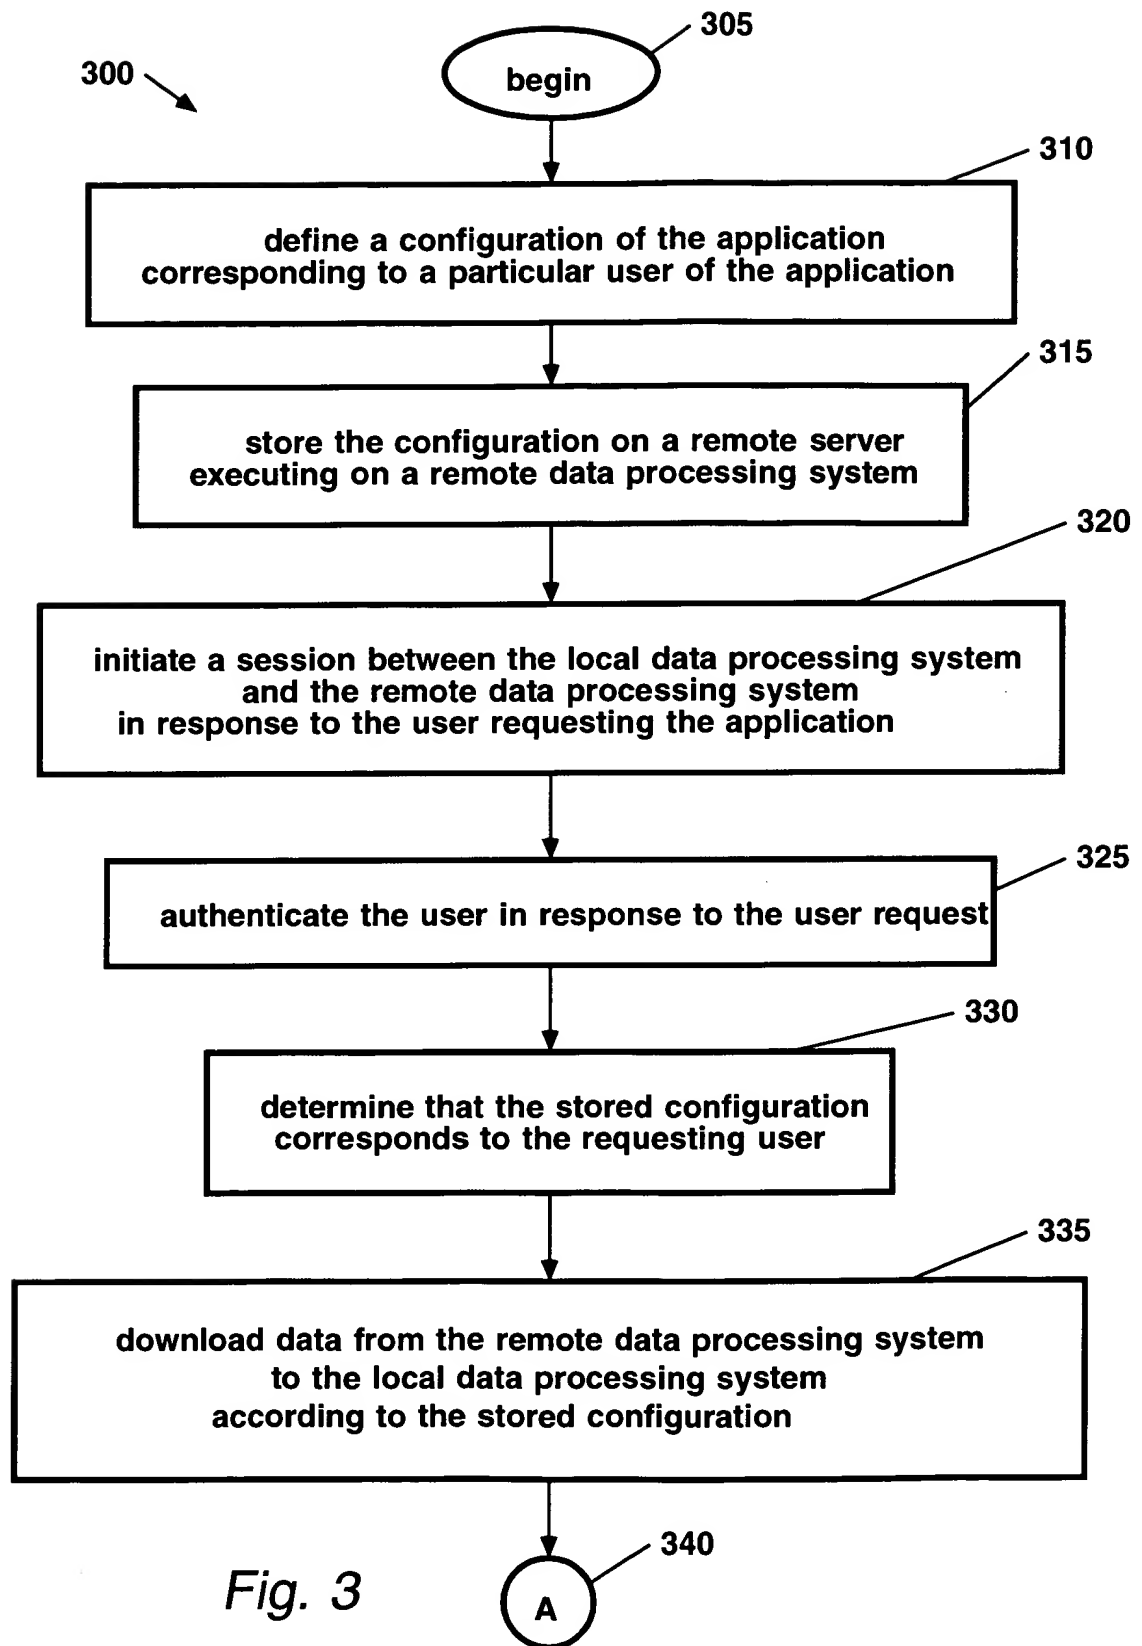 305
300
begin
310
define a configuration of the application
corresponding to a particular user of the application
315
store the configuration on a remote server
executing on a remote data processing system
320
initiate a session between the local data processing system
and the remote data processing system
in response to the user requesting the application
325
authenticate the user in response to the user request
330
determine that the stored configuration
corresponds to the requesting user
335
download data from the remote data processing system
to the local data processing system
according to the stored configuration
340
A
Fig. 3